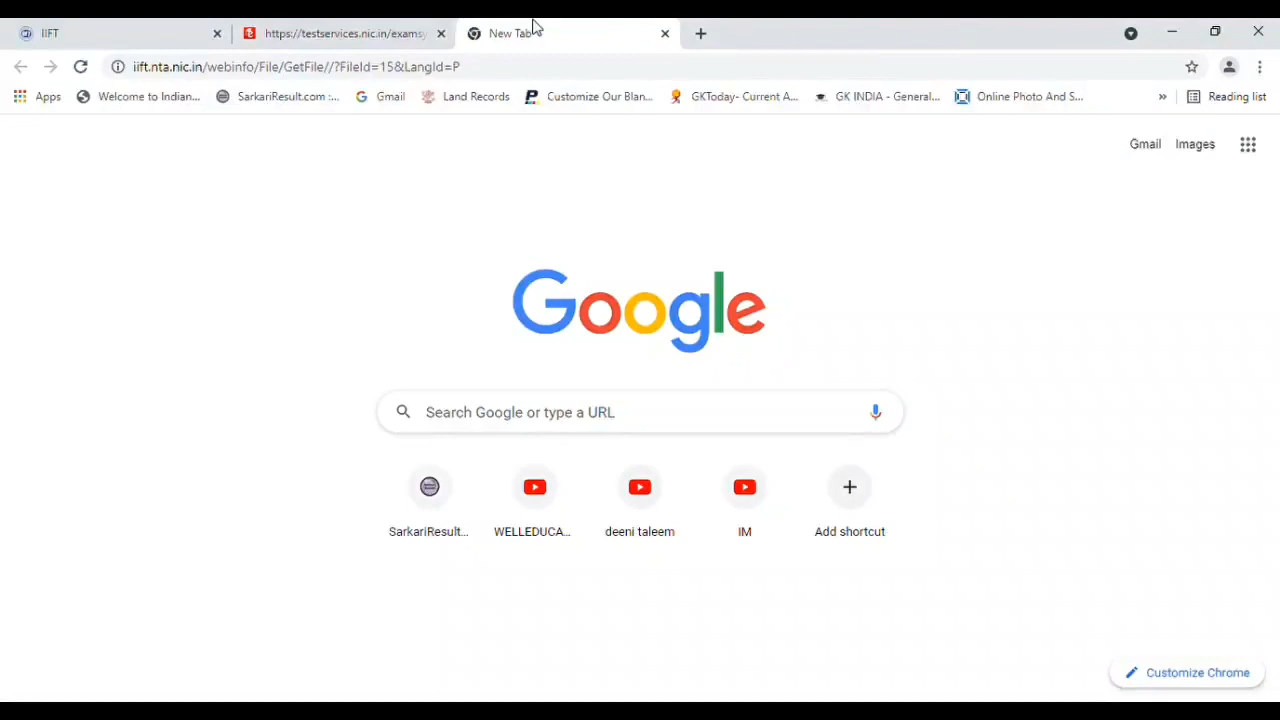 IIFT
https://testservices.nic.in/examsy
New Tab
iift.nta.nic.in/webinfo/File/GetFile//?FileId=15&LangId=P
Apps
Welcome to Indian...
SarkariResult.com :...
Gmail
Land Records
Customize Our Blan...
GKToday- Current A...
GK INDIA - General...
Online Photo And S...
»
Reading list
Gmail
Images
Google
Search Google or type a URL
SarkariResult...
WELLEDUCA...
deeni taleem
IM
Add shortcut
Customize Chrome